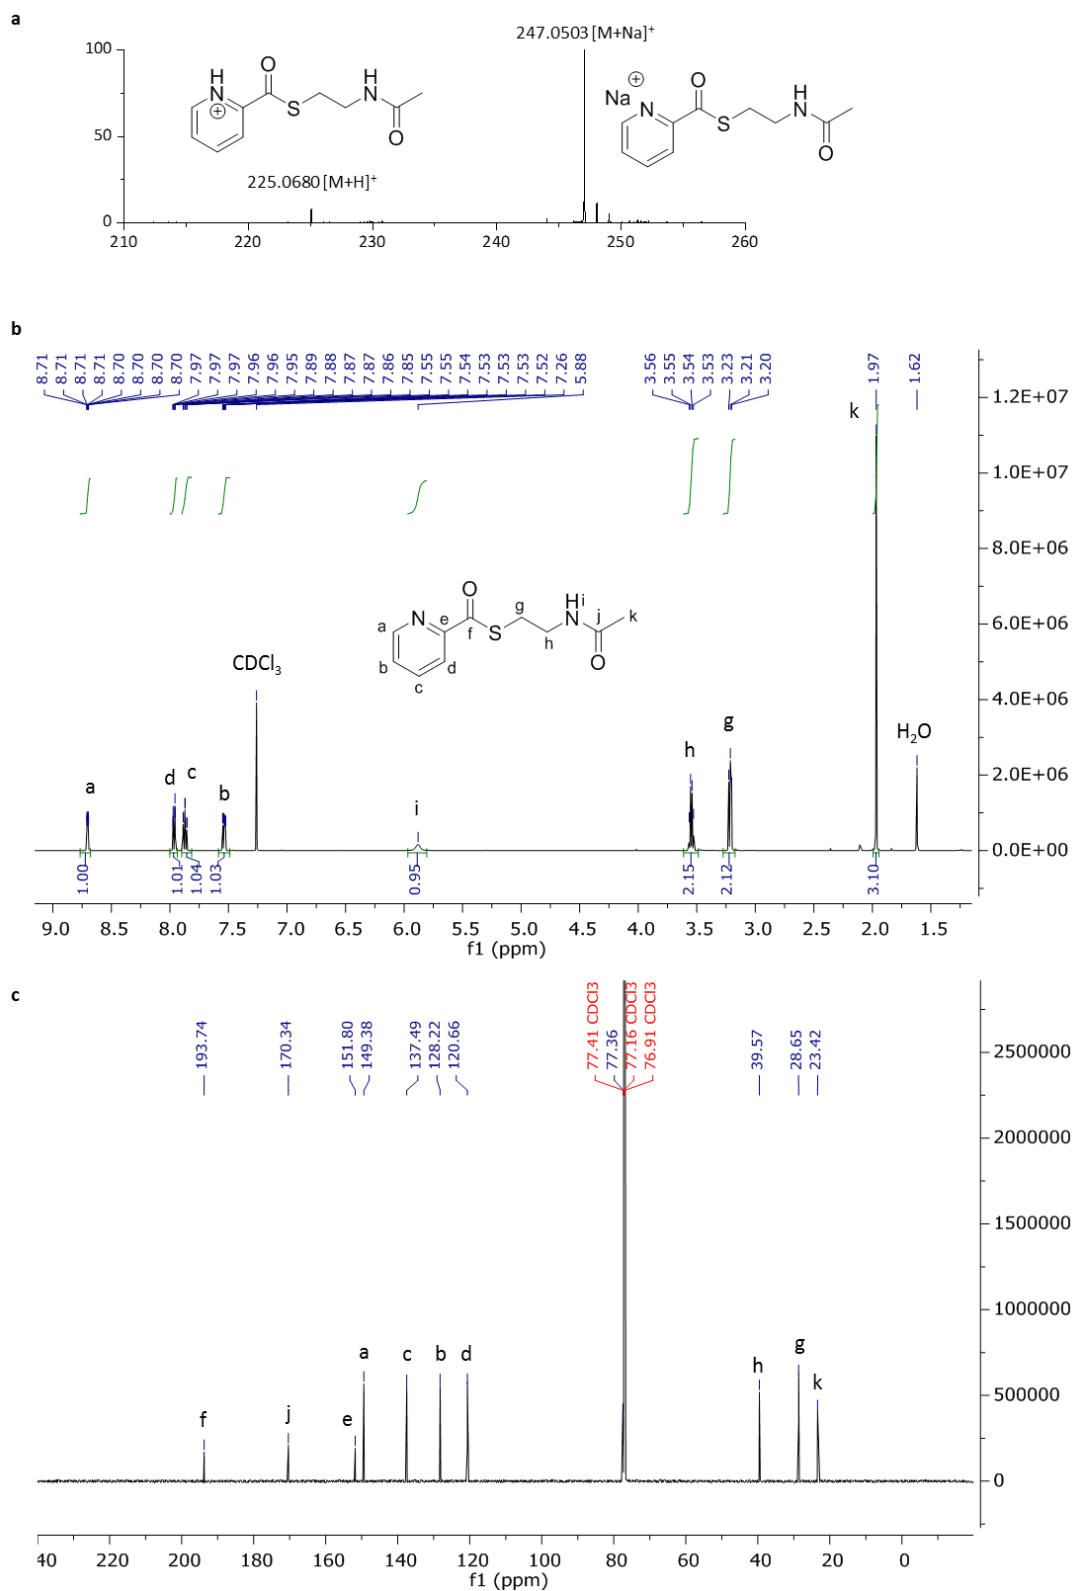 a
247.0503 [M+Na]+
100
50
0
H
N
⊕
O
S
H
N
O
Na ⊕
N
O
S
H
N
O
225.0680 [M+H]+
210 220 230 240 250 260
b
8.71 8.71 8.71 8.71 8.70 8.70 8.70 8.70 7.97 7.97 7.97 7.96 7.96 7.95 7.89 7.88 7.88 7.87 7.87 7.86 7.85 7.55 7.55 7.54 7.53 7.53 7.53 7.52 7.26 5.88 3.56 3.55 3.54 3.53 3.23 3.21 3.20 1.97 1.62
k
1.2E+07
1.0E+07
8.0E+06
6.0E+06
4.0E+06
2.0E+06
0.0E+00
O
N e f S g H i N j k
a b c d h O
CDCl3
a d c b i h g H2O
1.00 1.01 1.04 1.03 0.95 2.15 2.12 3.10
9.0 8.5 8.0 7.5 7.0 6.5 6.0 5.5 5.0 4.5 4.0 3.5 3.0 2.5 2.0 1.5
f1 (ppm)
c
193.74 170.34 151.80 149.38 137.49 128.22 120.66 77.41 CDCl3 77.36 77.16 CDCl3 76.91 CDCl3 39.57 28.65 23.42
2500000
2000000
1500000
1000000
500000
0
f j e a c b d h g k
40 220 200 180 160 140 120 100 80 60 40 20 0
f1 (ppm)